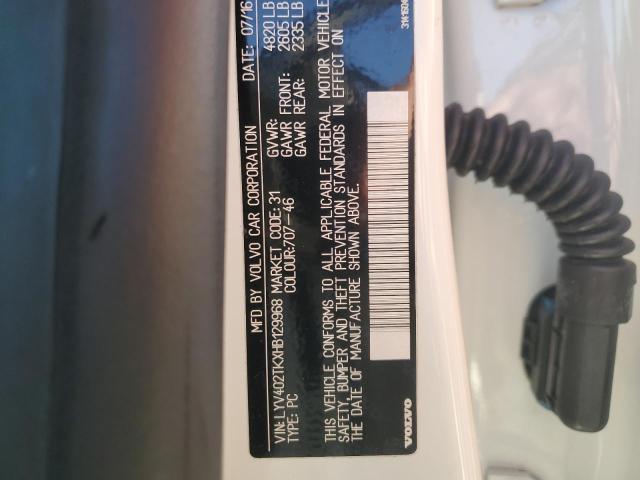 MFD BY VOLVO CAR CORPORATION DATE: 07/16
VIN: LYV402TKXHB129968 MARKET CODE: 31 GVWR: 4820 LB
TYPE: PC COLOUR: 707-46 GAWR FRONT: 2605 LB
GAWR REAR: 2335 LB
THIS VEHICLE CONFORMS TO ALL APPLICABLE FEDERAL MOTOR VEHICLE
SAFETY, BUMPER AND THEFT PREVENTION STANDARDS IN EFFECT ON
THE DATE OF MANUFACTURE SHOWN ABOVE.
VOLVO